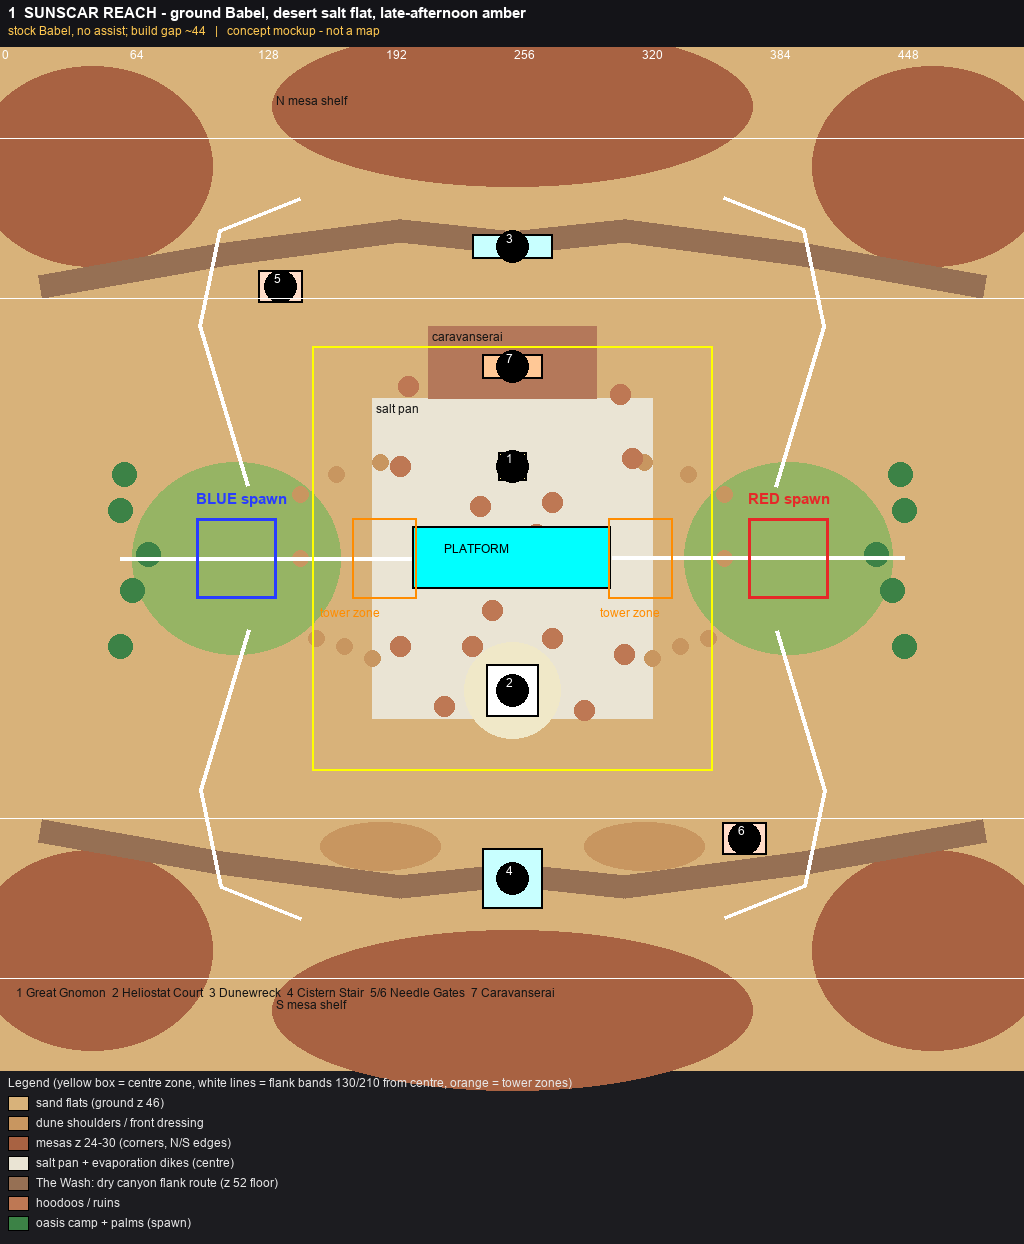 1 SUNSCAR REACH - ground Babel, desert salt flat, late-afternoon amber
stock Babel, no assist; build gap ~44 | concept mockup - not a map
0 64 128 192 256 320 384 448
N mesa shelf
3
5
caravanserai
7
salt pan
1
BLUE spawn
RED spawn
PLATFORM
tower zone
tower zone
2
6
4
1 Great Gnomon 2 Heliostat Court 3 Dunewreck 4 Cistern Stair 5/6 Needle Gates 7 Caravanserai
S mesa shelf
Legend (yellow box = centre zone, white lines = flank bands 130/210 from centre, orange = tower zones)
sand flats (ground z 46)
dune shoulders / front dressing
mesas z 24-30 (corners, N/S edges)
salt pan + evaporation dikes (centre)
The Wash: dry canyon flank route (z 52 floor)
hoodoos / ruins
oasis camp + palms (spawn)